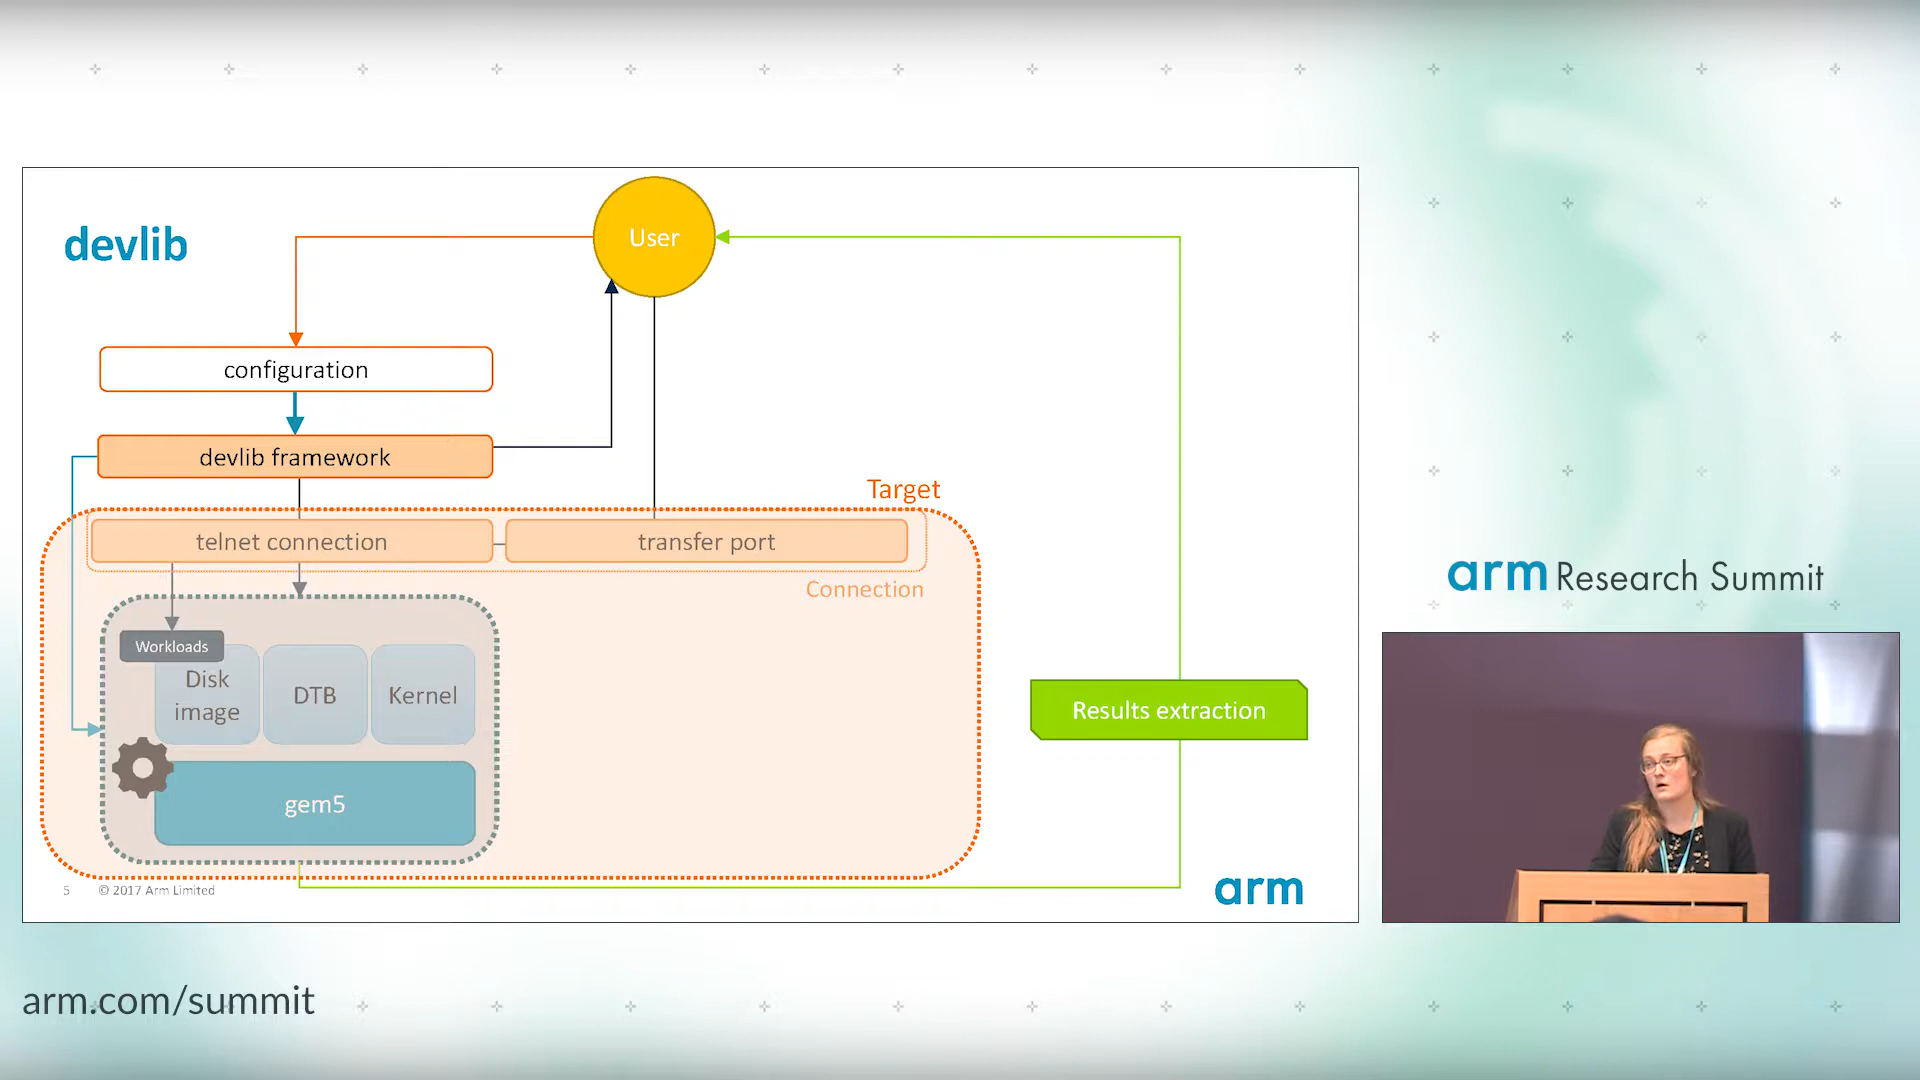 devlib
User
configuration
devlib framework
Target
telnet connection
transfer port
Connection
Workloads
Disk
image
DTB
Kernel
gem5
Results extraction
5
© 2017 Arm Limited
arm
arm Research Summit
arm.com/summit